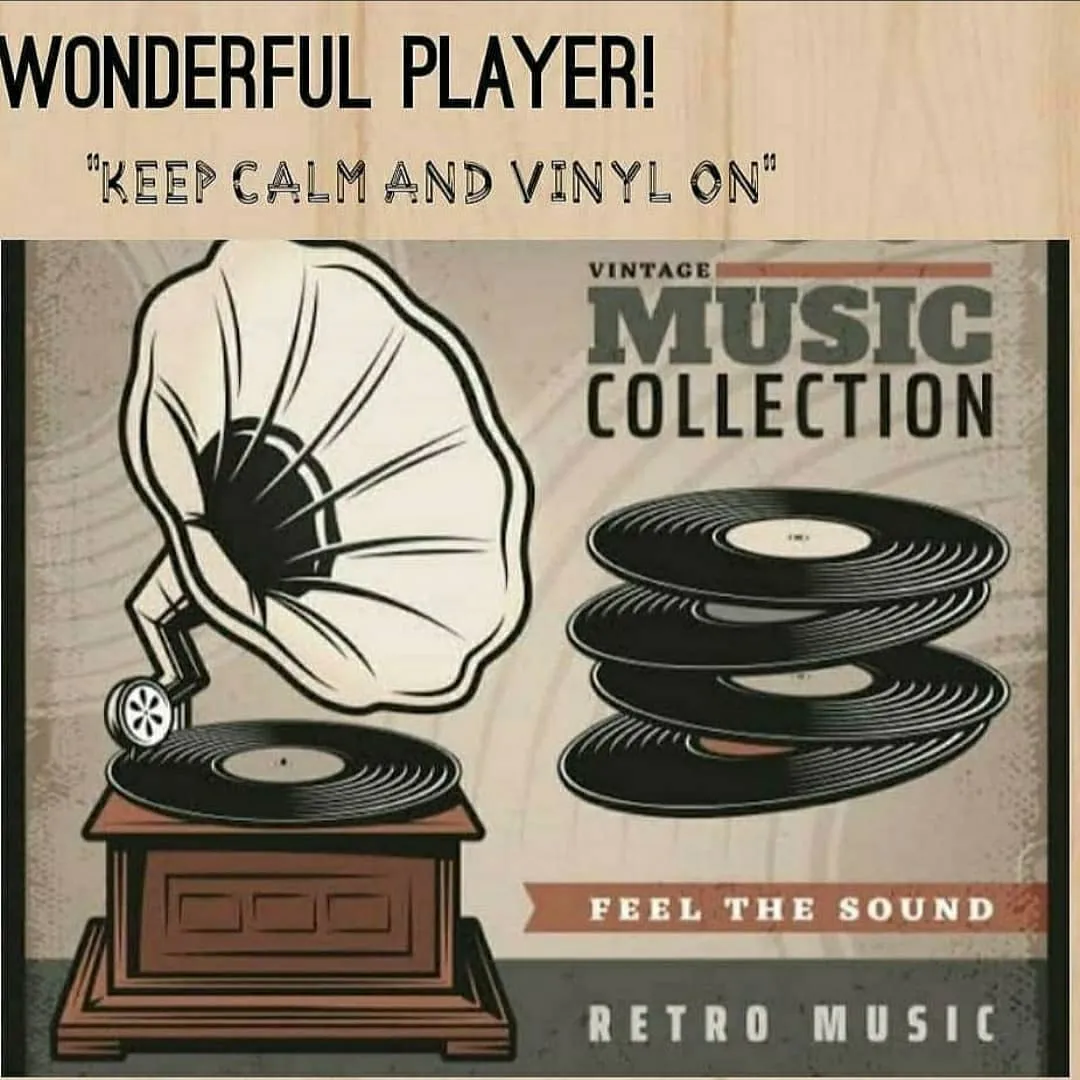 WONDERFUL PLAYER!
"KEEP CALM AND VINYL ON"
VINTAGE
MUSIC
COLLECTION
FEEL THE SOUND
RETRO MUSIC